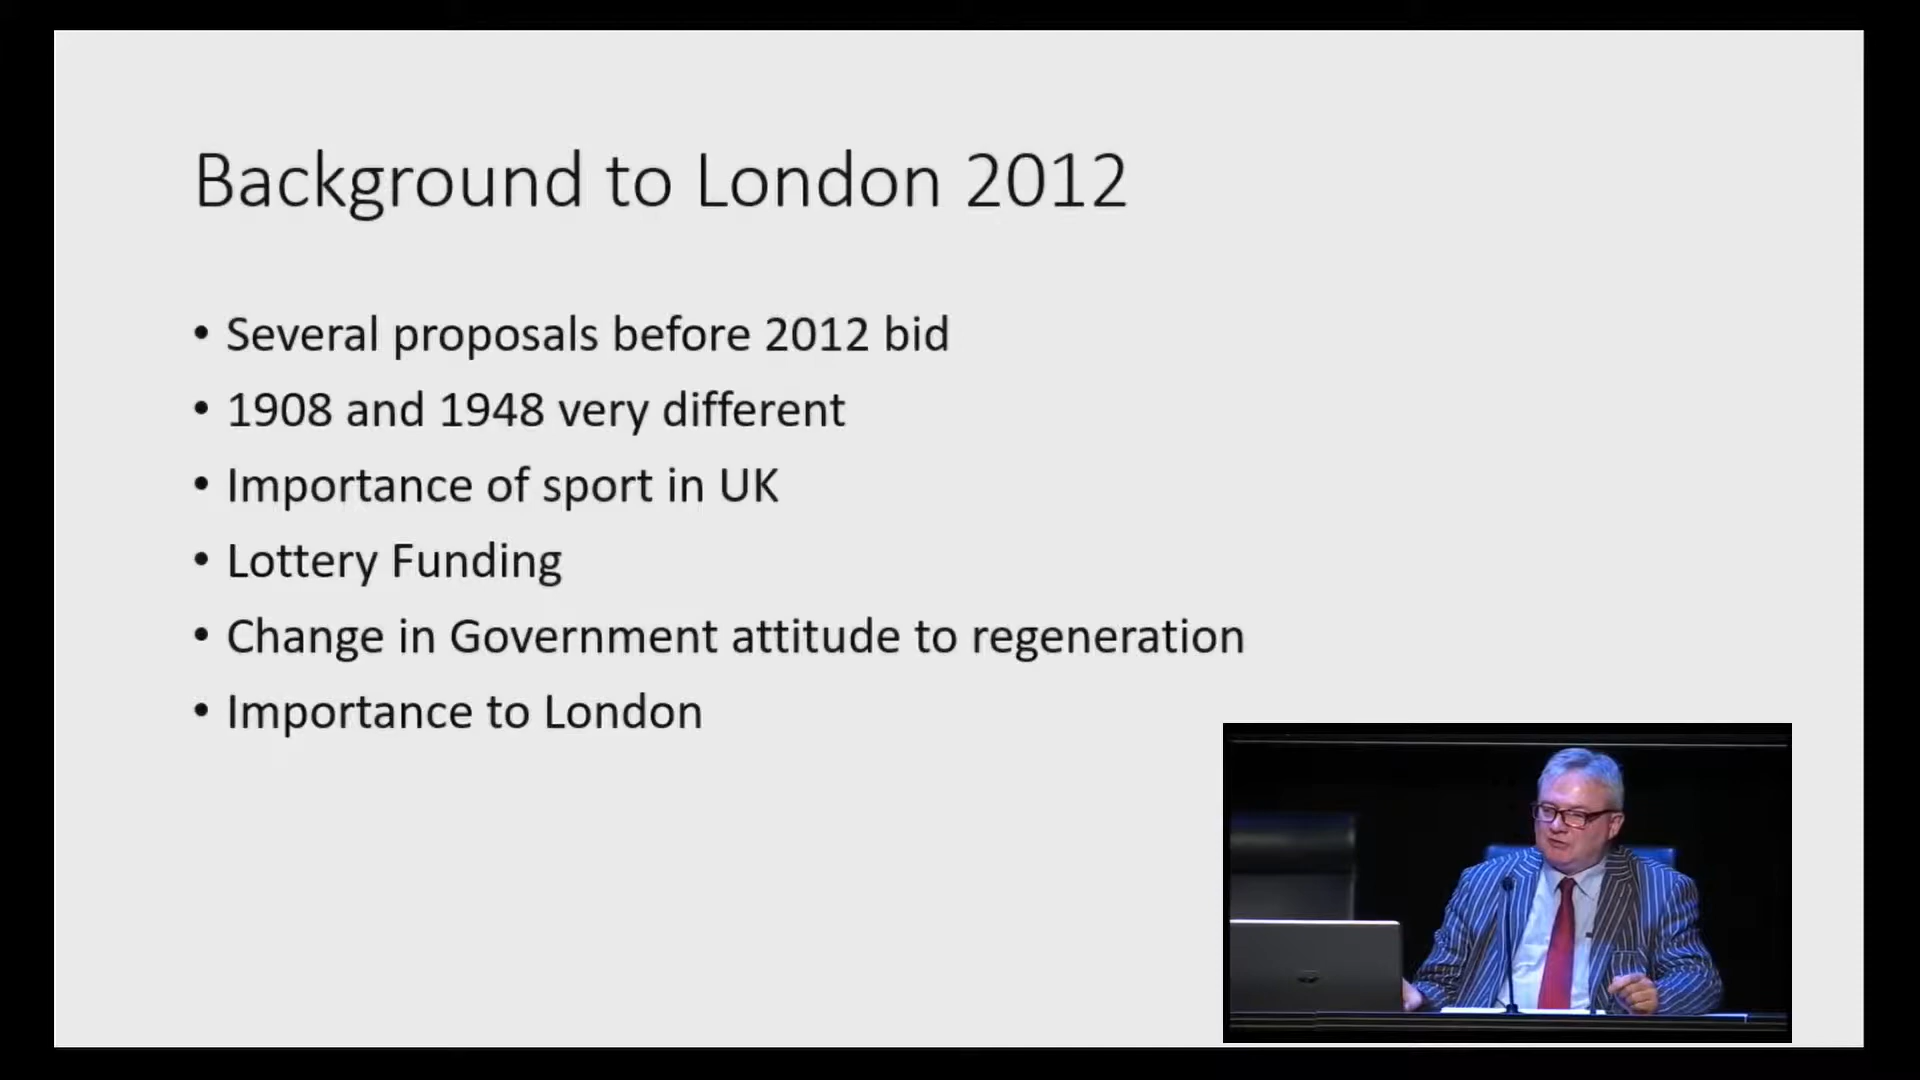 Background to London 2012
• Several proposals before 2012 bid
• 1908 and 1948 very different
• Importance of sport in UK
• Lottery Funding
• Change in Government attitude to regeneration
• Importance to London